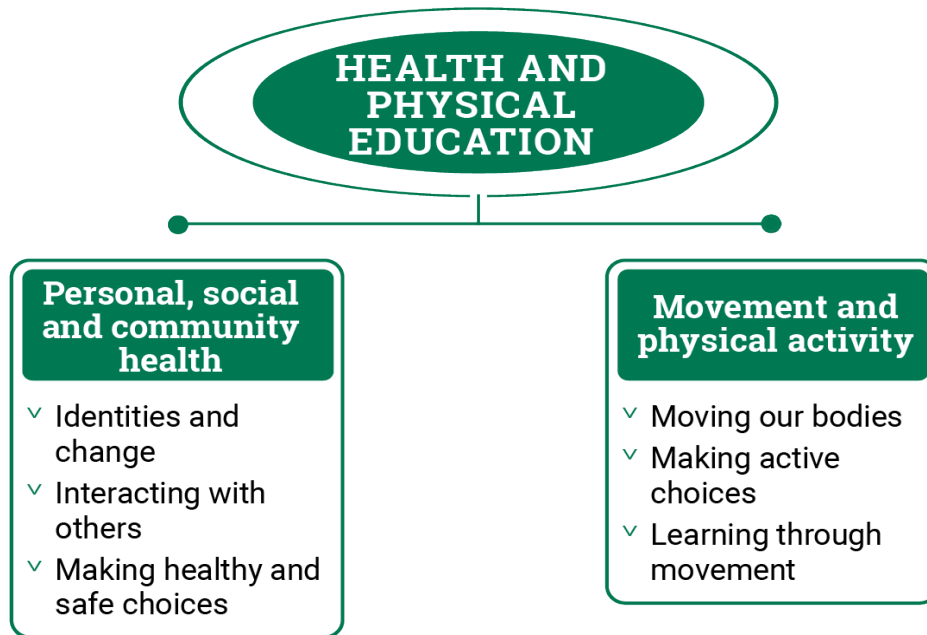 HEALTH AND
PHYSICAL
EDUCATION
Personal, social
and community
health
Identities and
change
Interacting with
others
Making healthy and
safe choices
Movement and
physical activity
Moving our bodies
Making active
choices
Learning through
movement